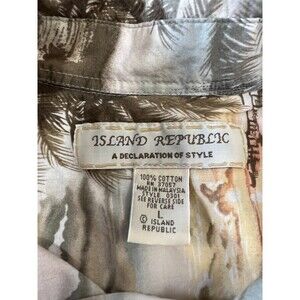 ISLAND REPUBLIC
A DECLARATION OF STYLE
100% COTTON
RN 37057
MADE IN MALAYSIA
STYLE 0301
SEE REVERSE SIDE
FOR CARE
L
© ISLAND
REPUBLIC